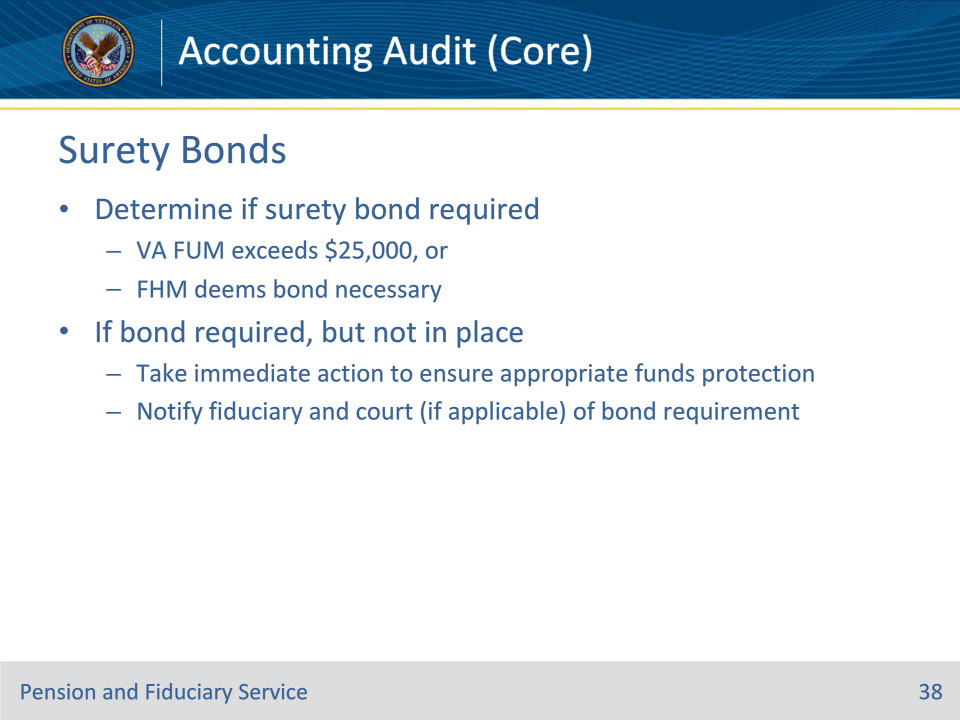 Accounting Audit (Core)
Surety Bonds
• Determine if surety bond required
– VA FUM exceeds $25,000, or
– FHM deems bond necessary
• If bond required, but not in place
– Take immediate action to ensure appropriate funds protection
– Notify fiduciary and court (if applicable) of bond requirement
Pension and Fiduciary Service
38
DEPARTMENT OF VETERANS AFFAIRS
UNITED STATES OF AMERICA